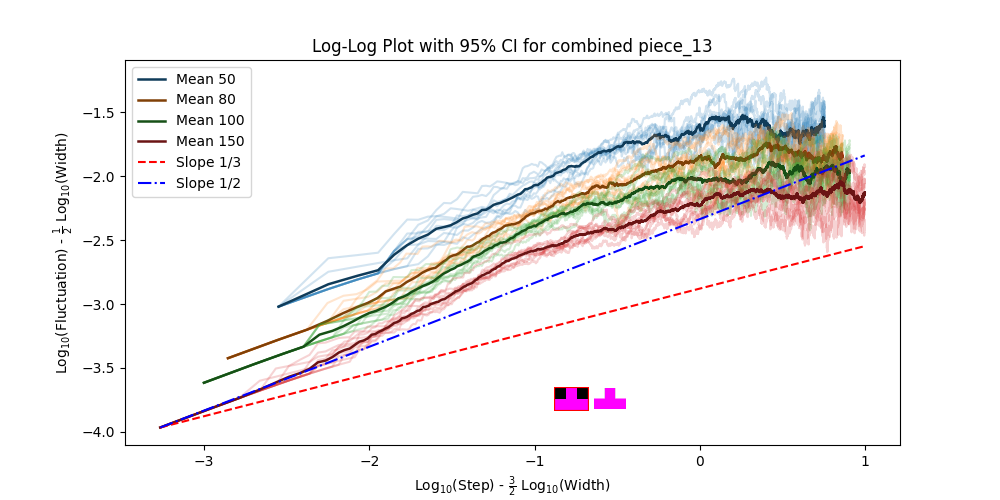 Log-Log Plot with 95% CI for combined piece_13
Mean 50
Mean 80
Mean 100
Mean 150
Slope 1/3
Slope 1/2
−1.5
−2.0
−2.5
−3.0
−3.5
−4.0
Log₁₀(Fluctuation) - ½ Log₁₀(Width)
−3 −2 −1 0 1
Log₁₀(Step) - 3/2 Log₁₀(Width)